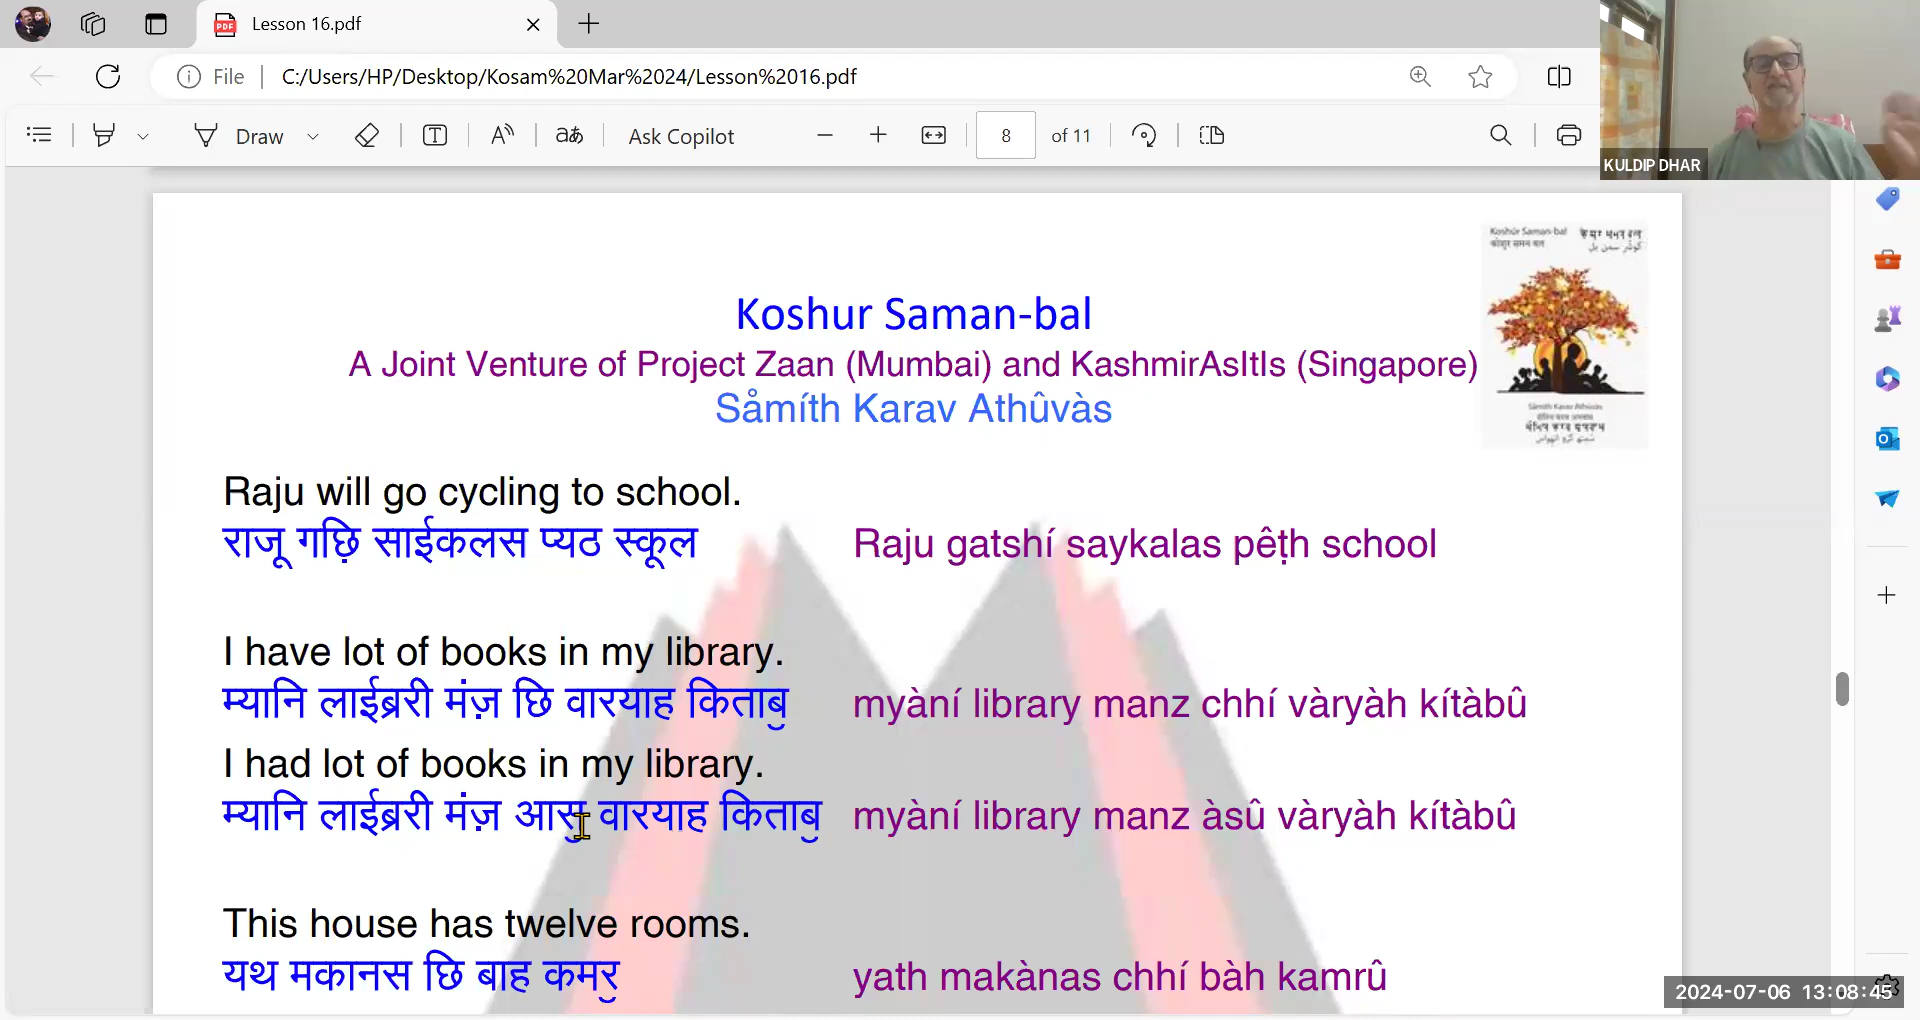 Lesson 16.pdf
File
C:/Users/HP/Desktop/Kosam%20Mar%2024/Lesson%2016.pdf
Draw
Ask Copilot
8 of 11
KULDIP DHAR
Koshur Saman-bal
A Joint Venture of Project Zaan (Mumbai) and KashmirAsItIs (Singapore)
Såmíth Karav Athûvàs
Raju will go cycling to school.
राजू गछ़ि साईकलस प्यठ स्कूल Raju gatshí saykalas pêṭh school
I have lot of books in my library.
म्यानि लाईब्ररी मंज़ छि वारयाह किताबॖ myàní library manz chhí vàryàh kítàbû
I had lot of books in my library.
म्यानि लाईब्ररी मंज़ आसॖ वारयाह किताबॖ myàní library manz àsû vàryàh kítàbû
This house has twelve rooms.
यथ मकानस छि बाह कमरॖ yath makànas chhí bàh kamrû
2024-07-06 13:08:45